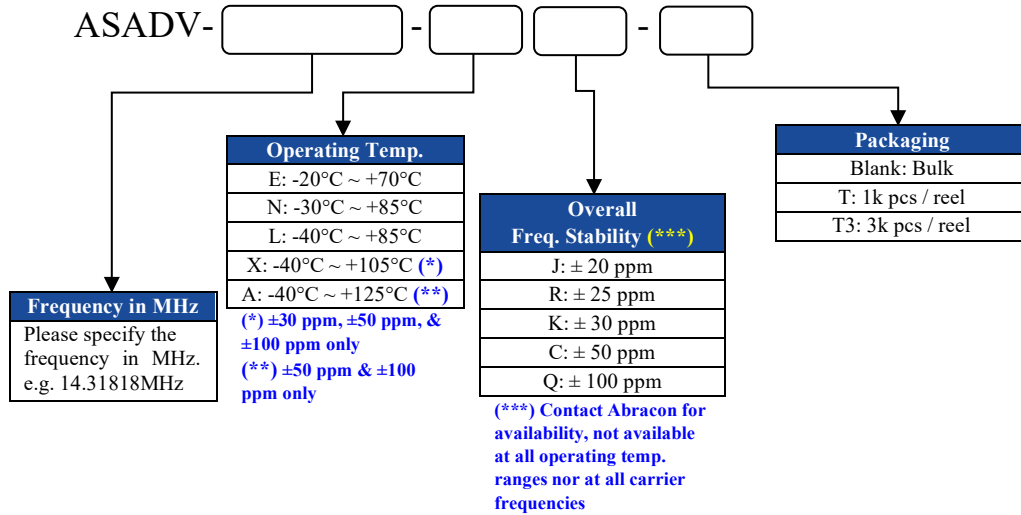 ASADV- - -
Operating Temp.
E: -20°C ~ +70°C
N: -30°C ~ +85°C
L: -40°C ~ +85°C
X: -40°C ~ +105°C (*)
A: -40°C ~ +125°C (**)
(*) ±30 ppm, ±50 ppm, &
±100 ppm only
(**) ±50 ppm & ±100
ppm only
Frequency in MHz
Please specify the
frequency in MHz.
e.g. 14.31818MHz
Overall
Freq. Stability (***)
J: ± 20 ppm
R: ± 25 ppm
K: ± 30 ppm
C: ± 50 ppm
Q: ± 100 ppm
(***) Contact Abracon for
availability, not available
at all operating temp.
ranges nor at all carrier
frequencies
Packaging
Blank: Bulk
T: 1k pcs / reel
T3: 3k pcs / reel